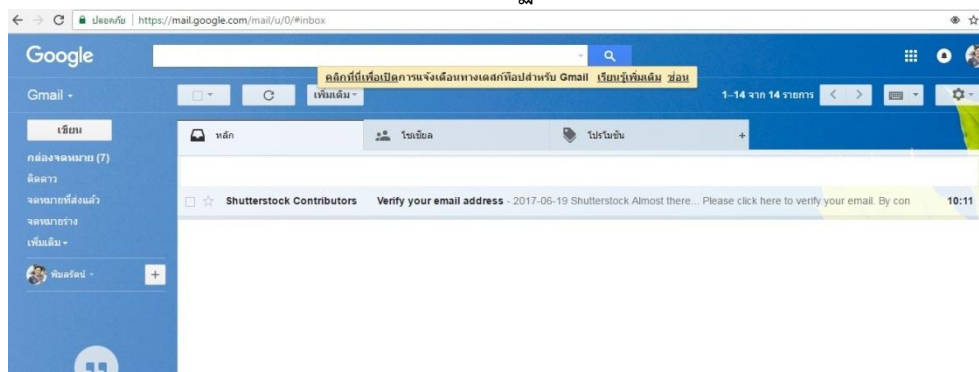 ปลอดภัย | https://mail.google.com/mail/u/0/#inbox
Google
คลิกที่นี่เพื่อเปิดการแจ้งเตือนทางเดสก์ท็อปสำหรับ Gmail เรียนรู้เพิ่มเติม ซ่อน
Gmail
เพิ่มเติม
1–14 จาก 14 รายการ
เขียน
หลัก
โซเชียล
โปรโมชัน
+
กล่องจดหมาย (7)
ติดดาว
จดหมายที่ส่งแล้ว
จดหมายร่าง
เพิ่มเติม
Shutterstock Contributors Verify your email address - 2017-06-19 Shutterstock Almost there... Please click here to verify your email. By con 10:11
พิมลรัตน์
+